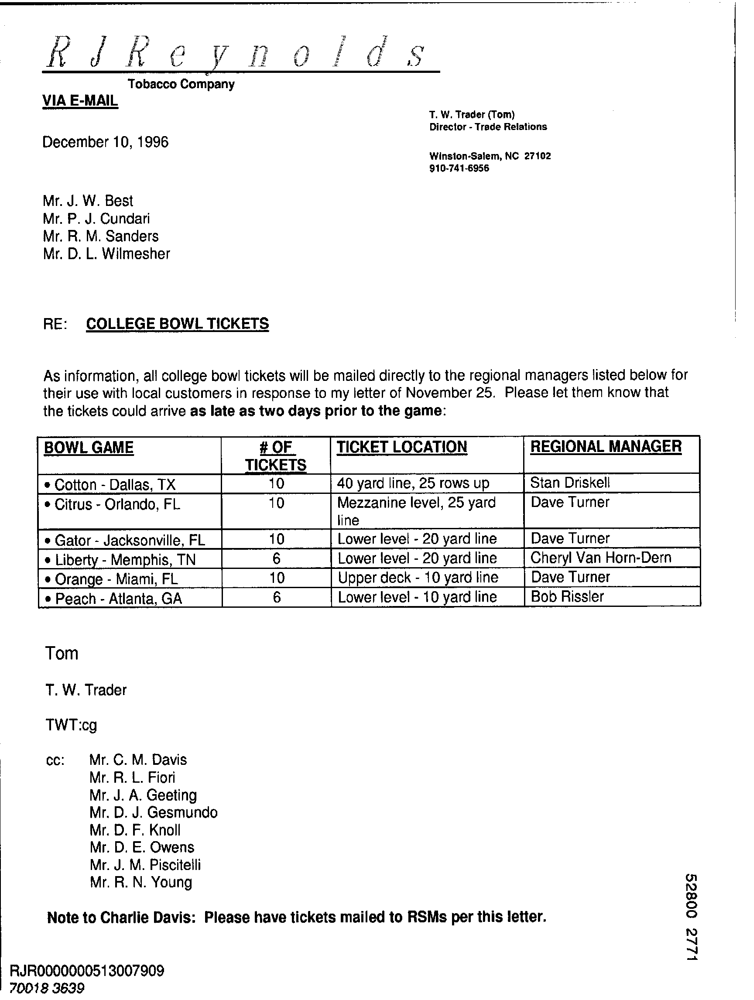 RJReynolds
Tobacco Company
VIA E-MAIL
T. W. Trader (Tom)
Director - Trade Relations
December 10, 1996
Winston-Salem, NC 27102
910-741-6956
Mr. J. W. Best
Mr. P. J. Cundari
Mr. R. M. Sanders
Mr. D. L. Wilmesher
RE: COLLEGE BOWL TICKETS
As information, all college bowl tickets will be mailed directly to the regional managers listed below for
their use with local customers in response to my letter of November 25. Please let them know that
the tickets could arrive as late as two days prior to the game:
BOWL GAME # OF TICKET LOCATION REGIONAL MANAGER
TICKETS
• Cotton - Dallas, TX 10 40 yard line, 25 rows up Stan Driskell
• Citrus - Orlando, FL 10 Mezzanine level, 25 yard Dave Turner
line
• Gator - Jacksonville, FL 10 Lower level - 20 yard line Dave Turner
• Liberty - Memphis, TN 6 Lower level - 20 yard line Cheryl Van Horn-Dern
• Orange - Miami, FL 10 Upper deck - 10 yard line Dave Turner
• Peach - Atlanta, GA 6 Lower level - 10 yard line Bob Rissler
Tom
T. W. Trader
TWT:cg
cc: Mr. C. M. Davis
Mr. R. L. Fiori
Mr. J. A. Geeting
Mr. D. J. Gesmundo
Mr. D. F. Knoll
Mr. D. E. Owens
Mr. J. M. Piscitelli
Mr. R. N. Young
Note to Charlie Davis: Please have tickets mailed to RSMs per this letter.
52800 2771
RJR0000000513007909
70018 3639